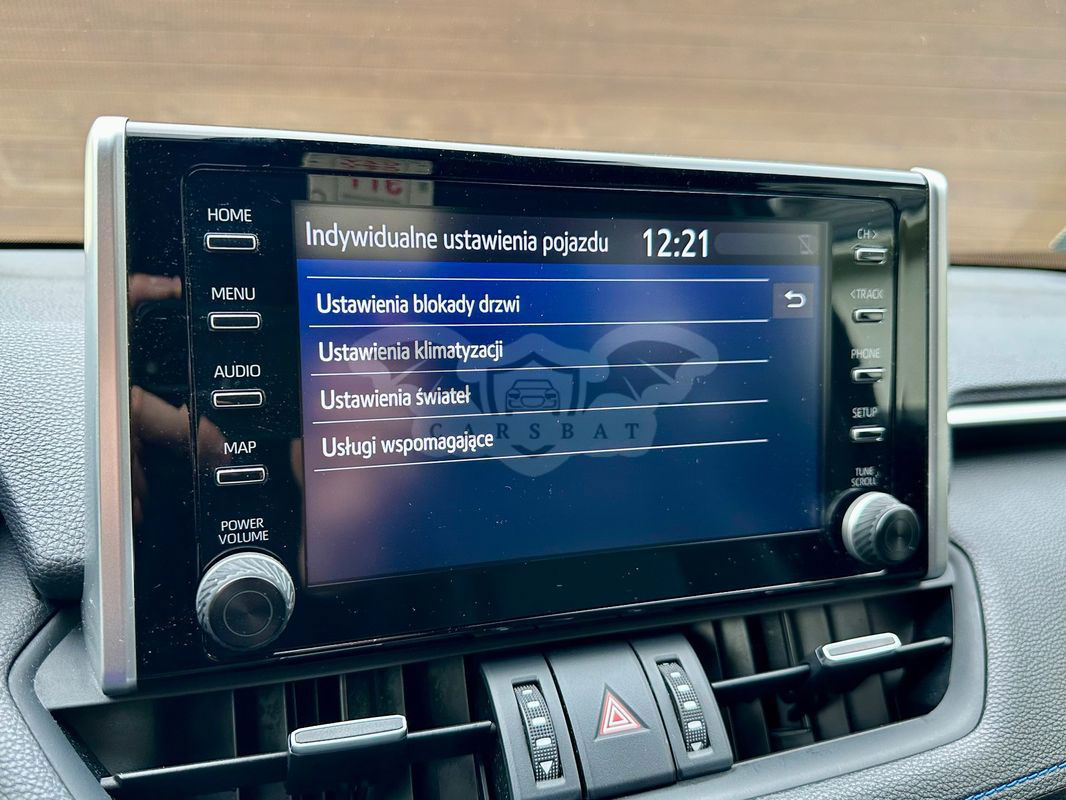 HOME
MENU
AUDIO
MAP
POWER
VOLUME
Indywidualne ustawienia pojazdu 12:21
Ustawienia blokady drzwi
Ustawienia klimatyzacji
Ustawienia świateł
Usługi wspomagające
CARSBAT
CH >
< TRACK
PHONE
SETUP
TUNE
SCROLL